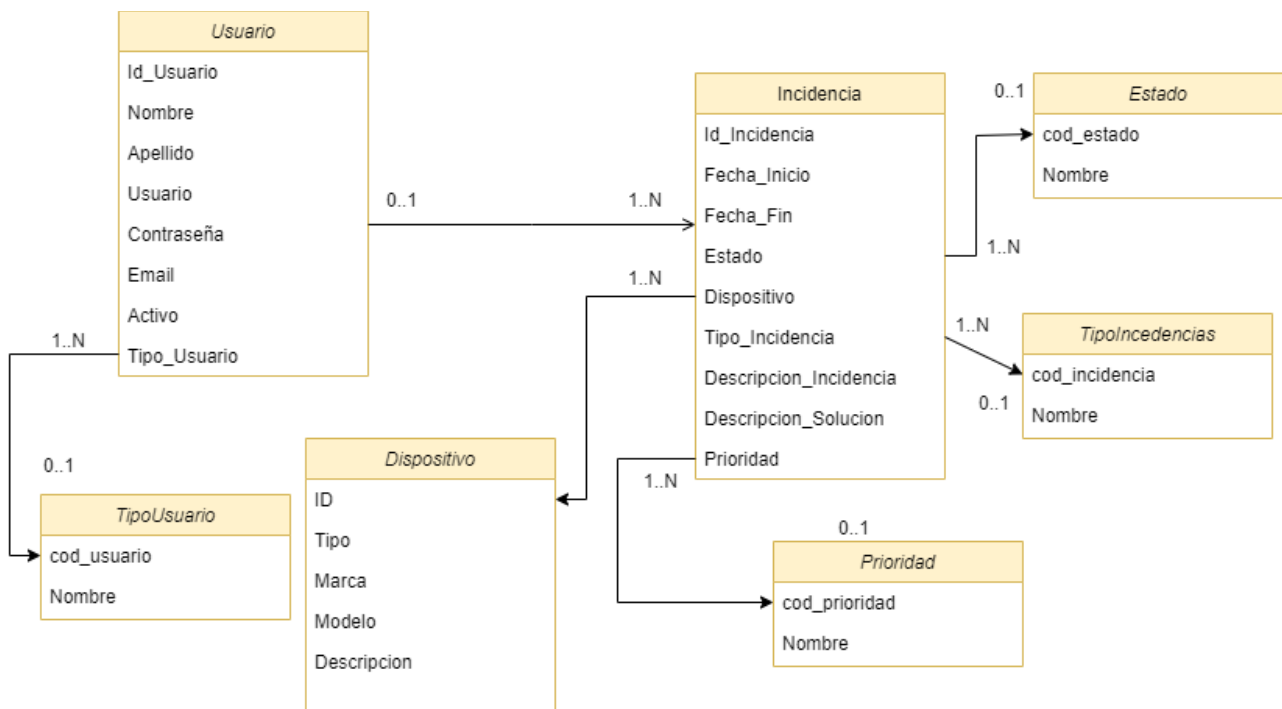 Usuario
Id_Usuario
Nombre
Apellido
Usuario
Contraseña
Email
Activo
Tipo_Usuario
0..1
1..N
Incidencia
Id_Incidencia
Fecha_Inicio
Fecha_Fin
Estado
Dispositivo
Tipo_Incidencia
Descripcion_Incidencia
Descripcion_Solucion
Prioridad
0..1
Estado
cod_estado
Nombre
1..N
1..N
1..N
TipoIncedencias
cod_incidencia
Nombre
0..1
1..N
0..1
TipoUsuario
cod_usuario
Nombre
Dispositivo
ID
Tipo
Marca
Modelo
Descripcion
1..N
0..1
Prioridad
cod_prioridad
Nombre